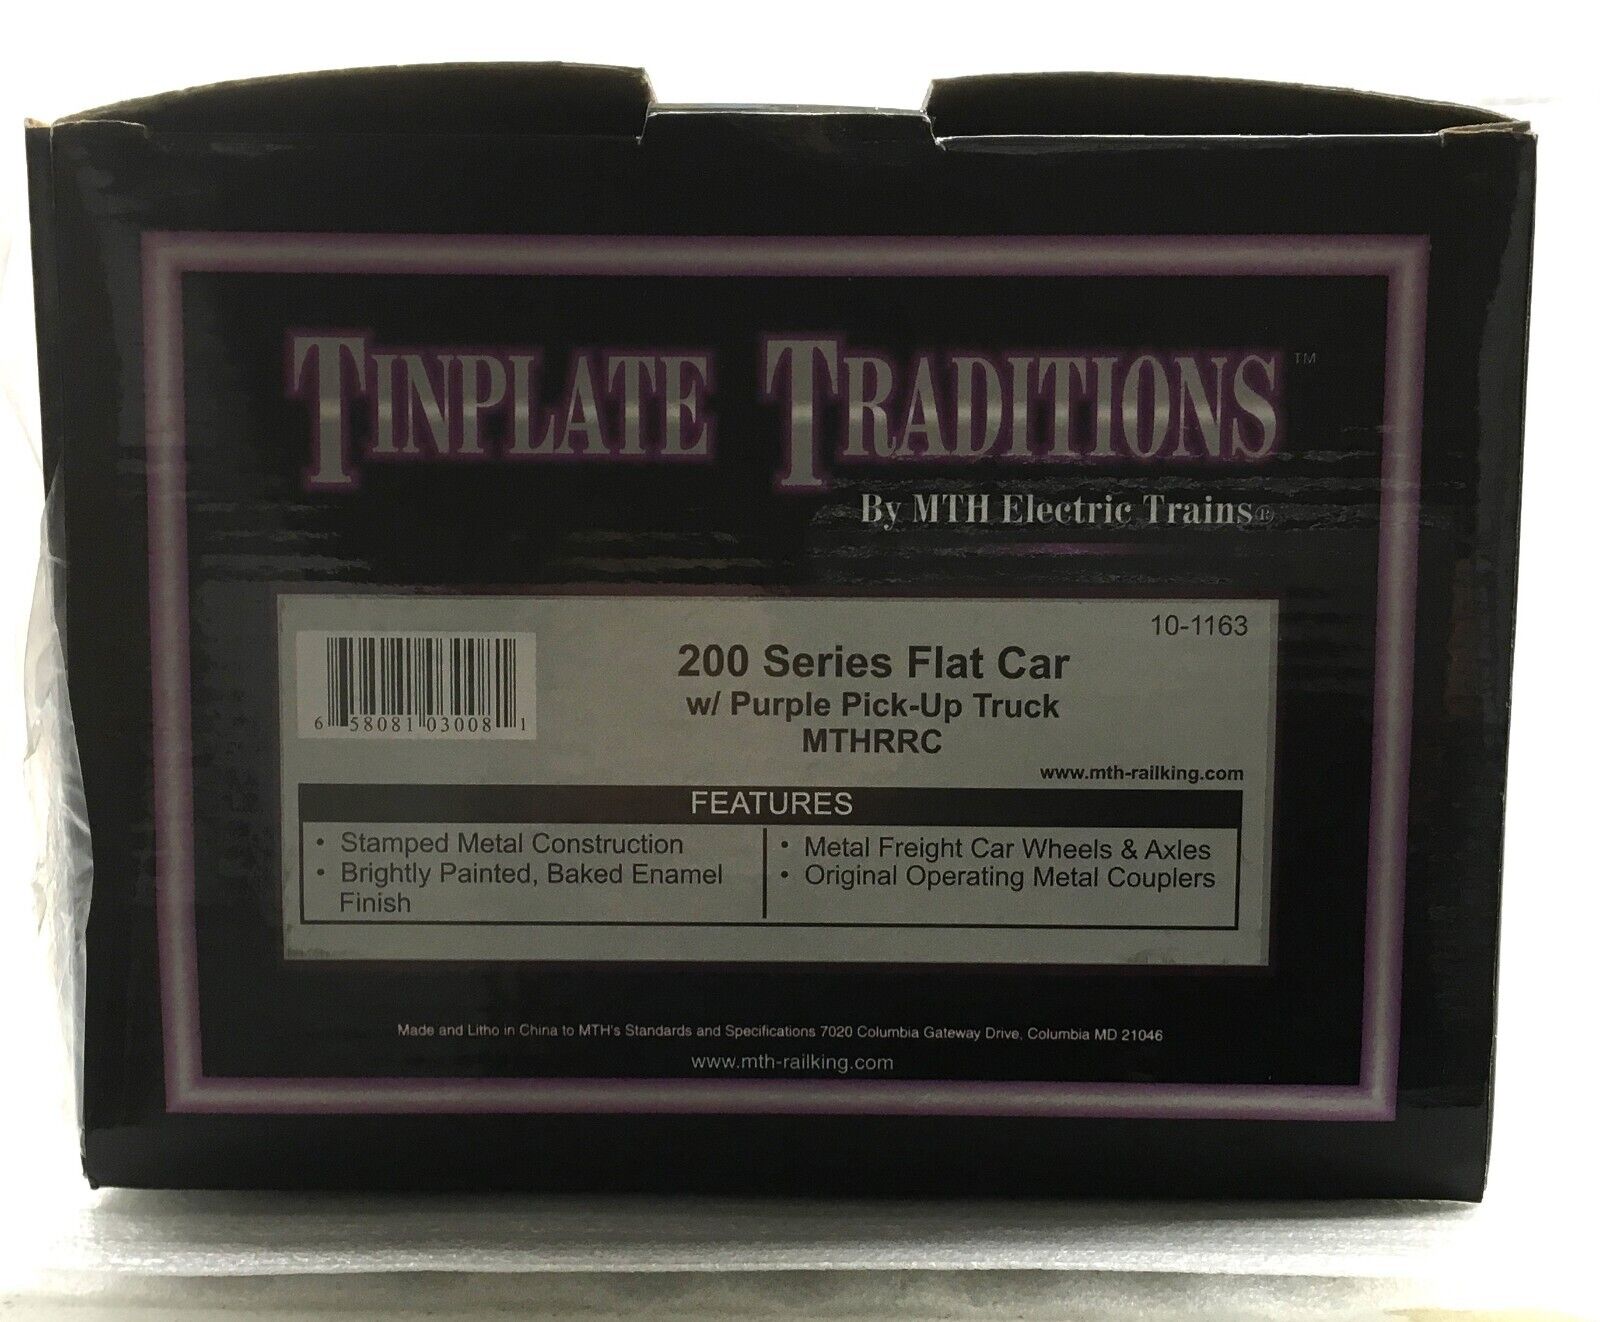 TINPLATE TRADITIONS™
By MTH Electric Trains®
10-1163
200 Series Flat Car
w/ Purple Pick-Up Truck
MTHRRC
6 58081 03008 1
www.mth-railking.com
FEATURES
• Stamped Metal Construction
• Brightly Painted, Baked Enamel
Finish
• Metal Freight Car Wheels & Axles
• Original Operating Metal Couplers
Made and Litho in China to MTH's Standards and Specifications 7020 Columbia Gateway Drive, Columbia MD 21046
www.mth-railking.com